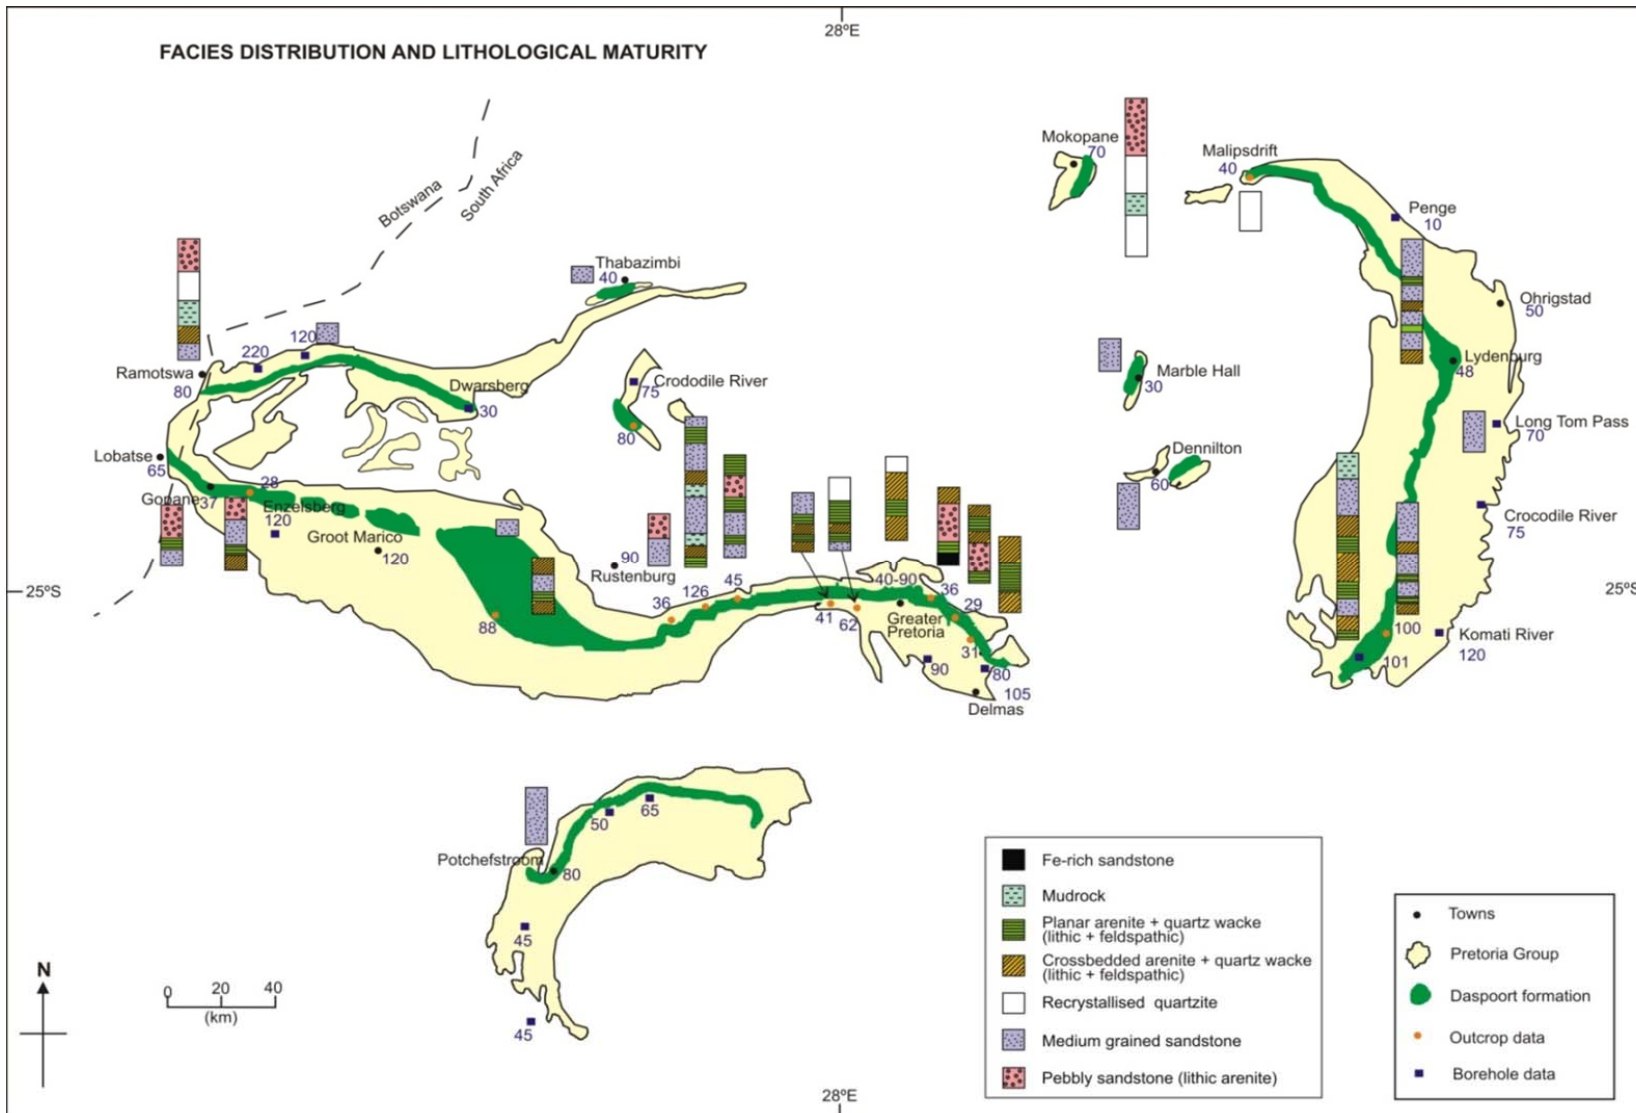 28ºE
FACIES DISTRIBUTION AND LITHOLOGICAL MATURITY
Botswana
South Africa
Mokopane
70
Malipsdrift
40
Penge
10
Thabazimbi
40
Ohrigstad
50
120
220
Ramotswa
80
Dwarsberg
30
Crododile River
75
80
Marble Hall
30
Lydenburg
48
Long Tom Pass
70
Lobatse
65
Dennilton
60
Gopane
37
28
Enzelsberg
120
Groot Marico
120
Crocodile River
75
90
Rustenburg
25ºS
25ºS
88
36
126
45
41
62
40-90
Greater
Pretoria
36
29
31
80
90
105
Delmas
100
101
Komati River
120
50
65
Potchefstroom
80
45
45
N
0 20 40
(km)
Fe-rich sandstone
Mudrock
Planar arenite + quartz wacke
(lithic + feldspathic)
Crossbedded arenite + quartz wacke
(lithic + feldspathic)
Recrystallised quartzite
Medium grained sandstone
Pebbly sandstone (lithic arenite)
Towns
Pretoria Group
Daspoort formation
Outcrop data
Borehole data
28ºE